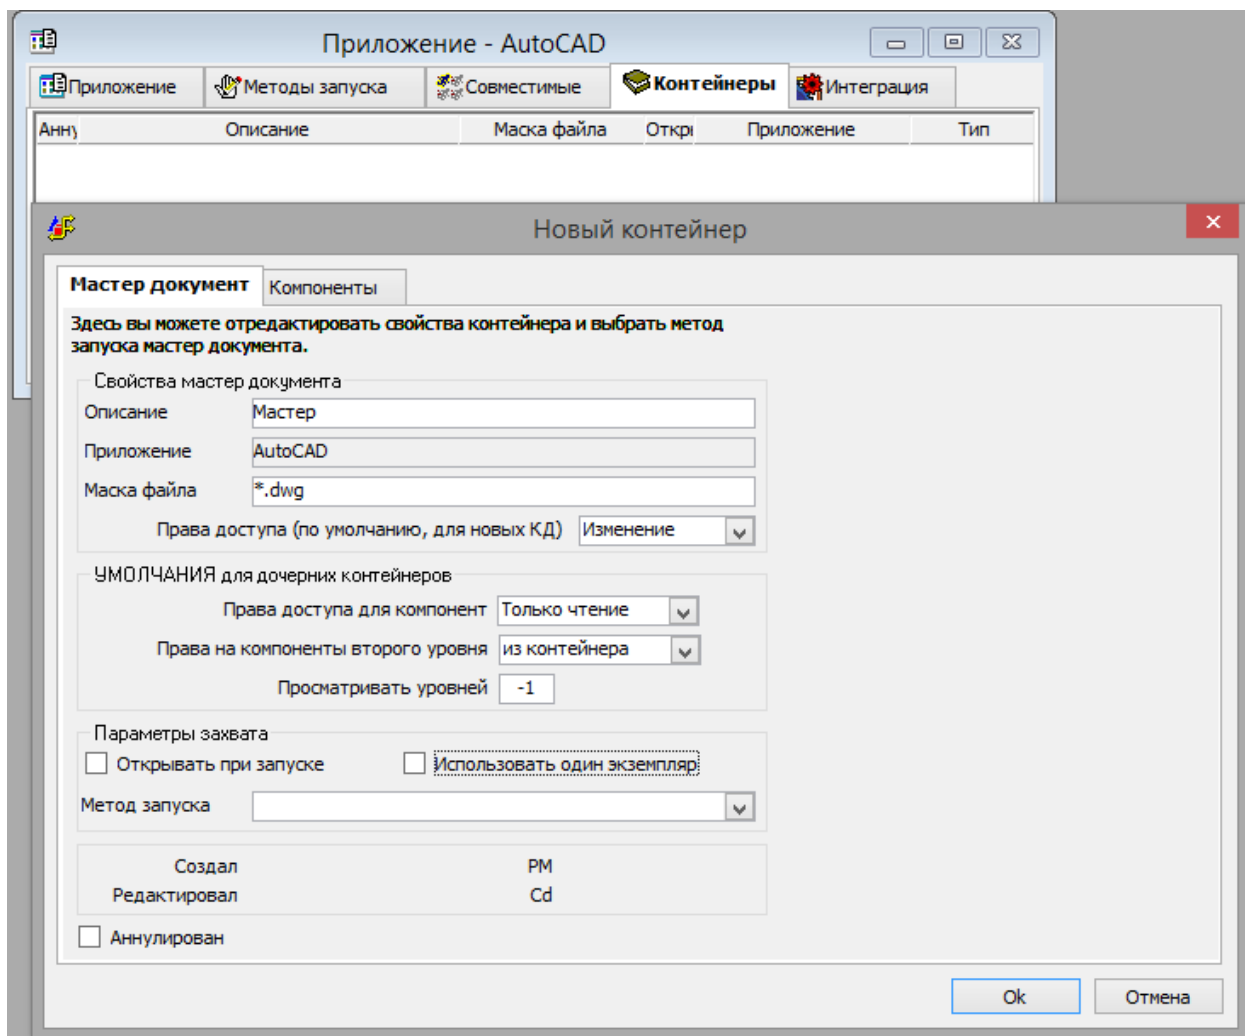 Приложение - AutoCAD
Приложение Методы запуска Совместимые Контейнеры Интеграция
Анну Описание Маска файла Откры Приложение Тип
Новый контейнер
Мастер документ Компоненты
Здесь вы можете отредактировать свойства контейнера и выбрать метод
запуска мастер документа.
Свойства мастер документа
Описание Мастер
Приложение AutoCAD
Маска файла *.dwg
Права доступа (по умолчанию, для новых КД) Изменение
УМОЛЧАНИЯ для дочерних контейнеров
Права доступа для компонент Только чтение
Права на компоненты второго уровня из контейнера
Просматривать уровней -1
Параметры захвата
Открывать при запуске Использовать один экземпляр
Метод запуска
Создал PM
Редактировал Cd
Аннулирован
Ok Отмена